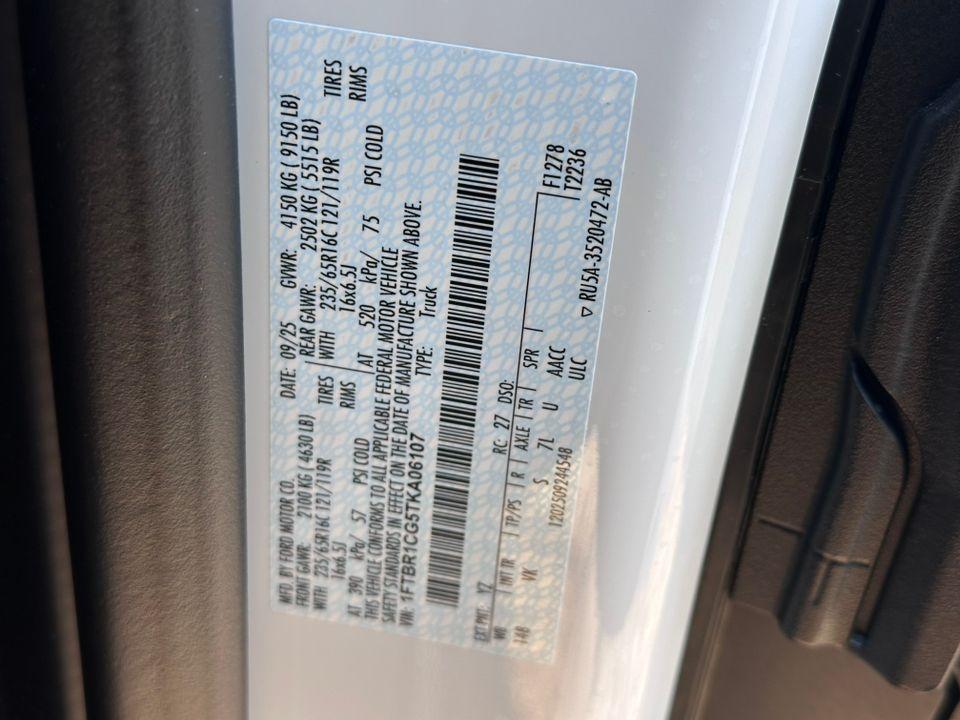 MFD. BY FORD MOTOR CO.
DATE: 09/25 GVWR: 4150 KG ( 9150 LB)
FRONT GAWR: 2100 KG ( 4630 LB) REAR GAWR: 2502 KG ( 5515 LB)
WITH 235/65R16C 121/119R TIRES WITH 235/65R16C 121/119R TIRES
16x6.5J RIMS 16x6.5J RIMS
AT 390 kPa/ 57 PSI COLD AT 520 kPa/ 75 PSI COLD
THIS VEHICLE CONFORMS TO ALL APPLICABLE FEDERAL MOTOR VEHICLE
SAFETY STANDARDS IN EFFECT ON THE DATE OF MANUFACTURE SHOWN ABOVE.
VIN: 1FTBR1CG5TKA06107 TYPE: Truck
EXT PNT: YZ RC: 27 DSO:
WB INT TR TP/PS R AXLE TR SPR F1278
148 VK S 7L U AACC T2236
ULC
1202509244548 ▽ RU5A-3520472-AB